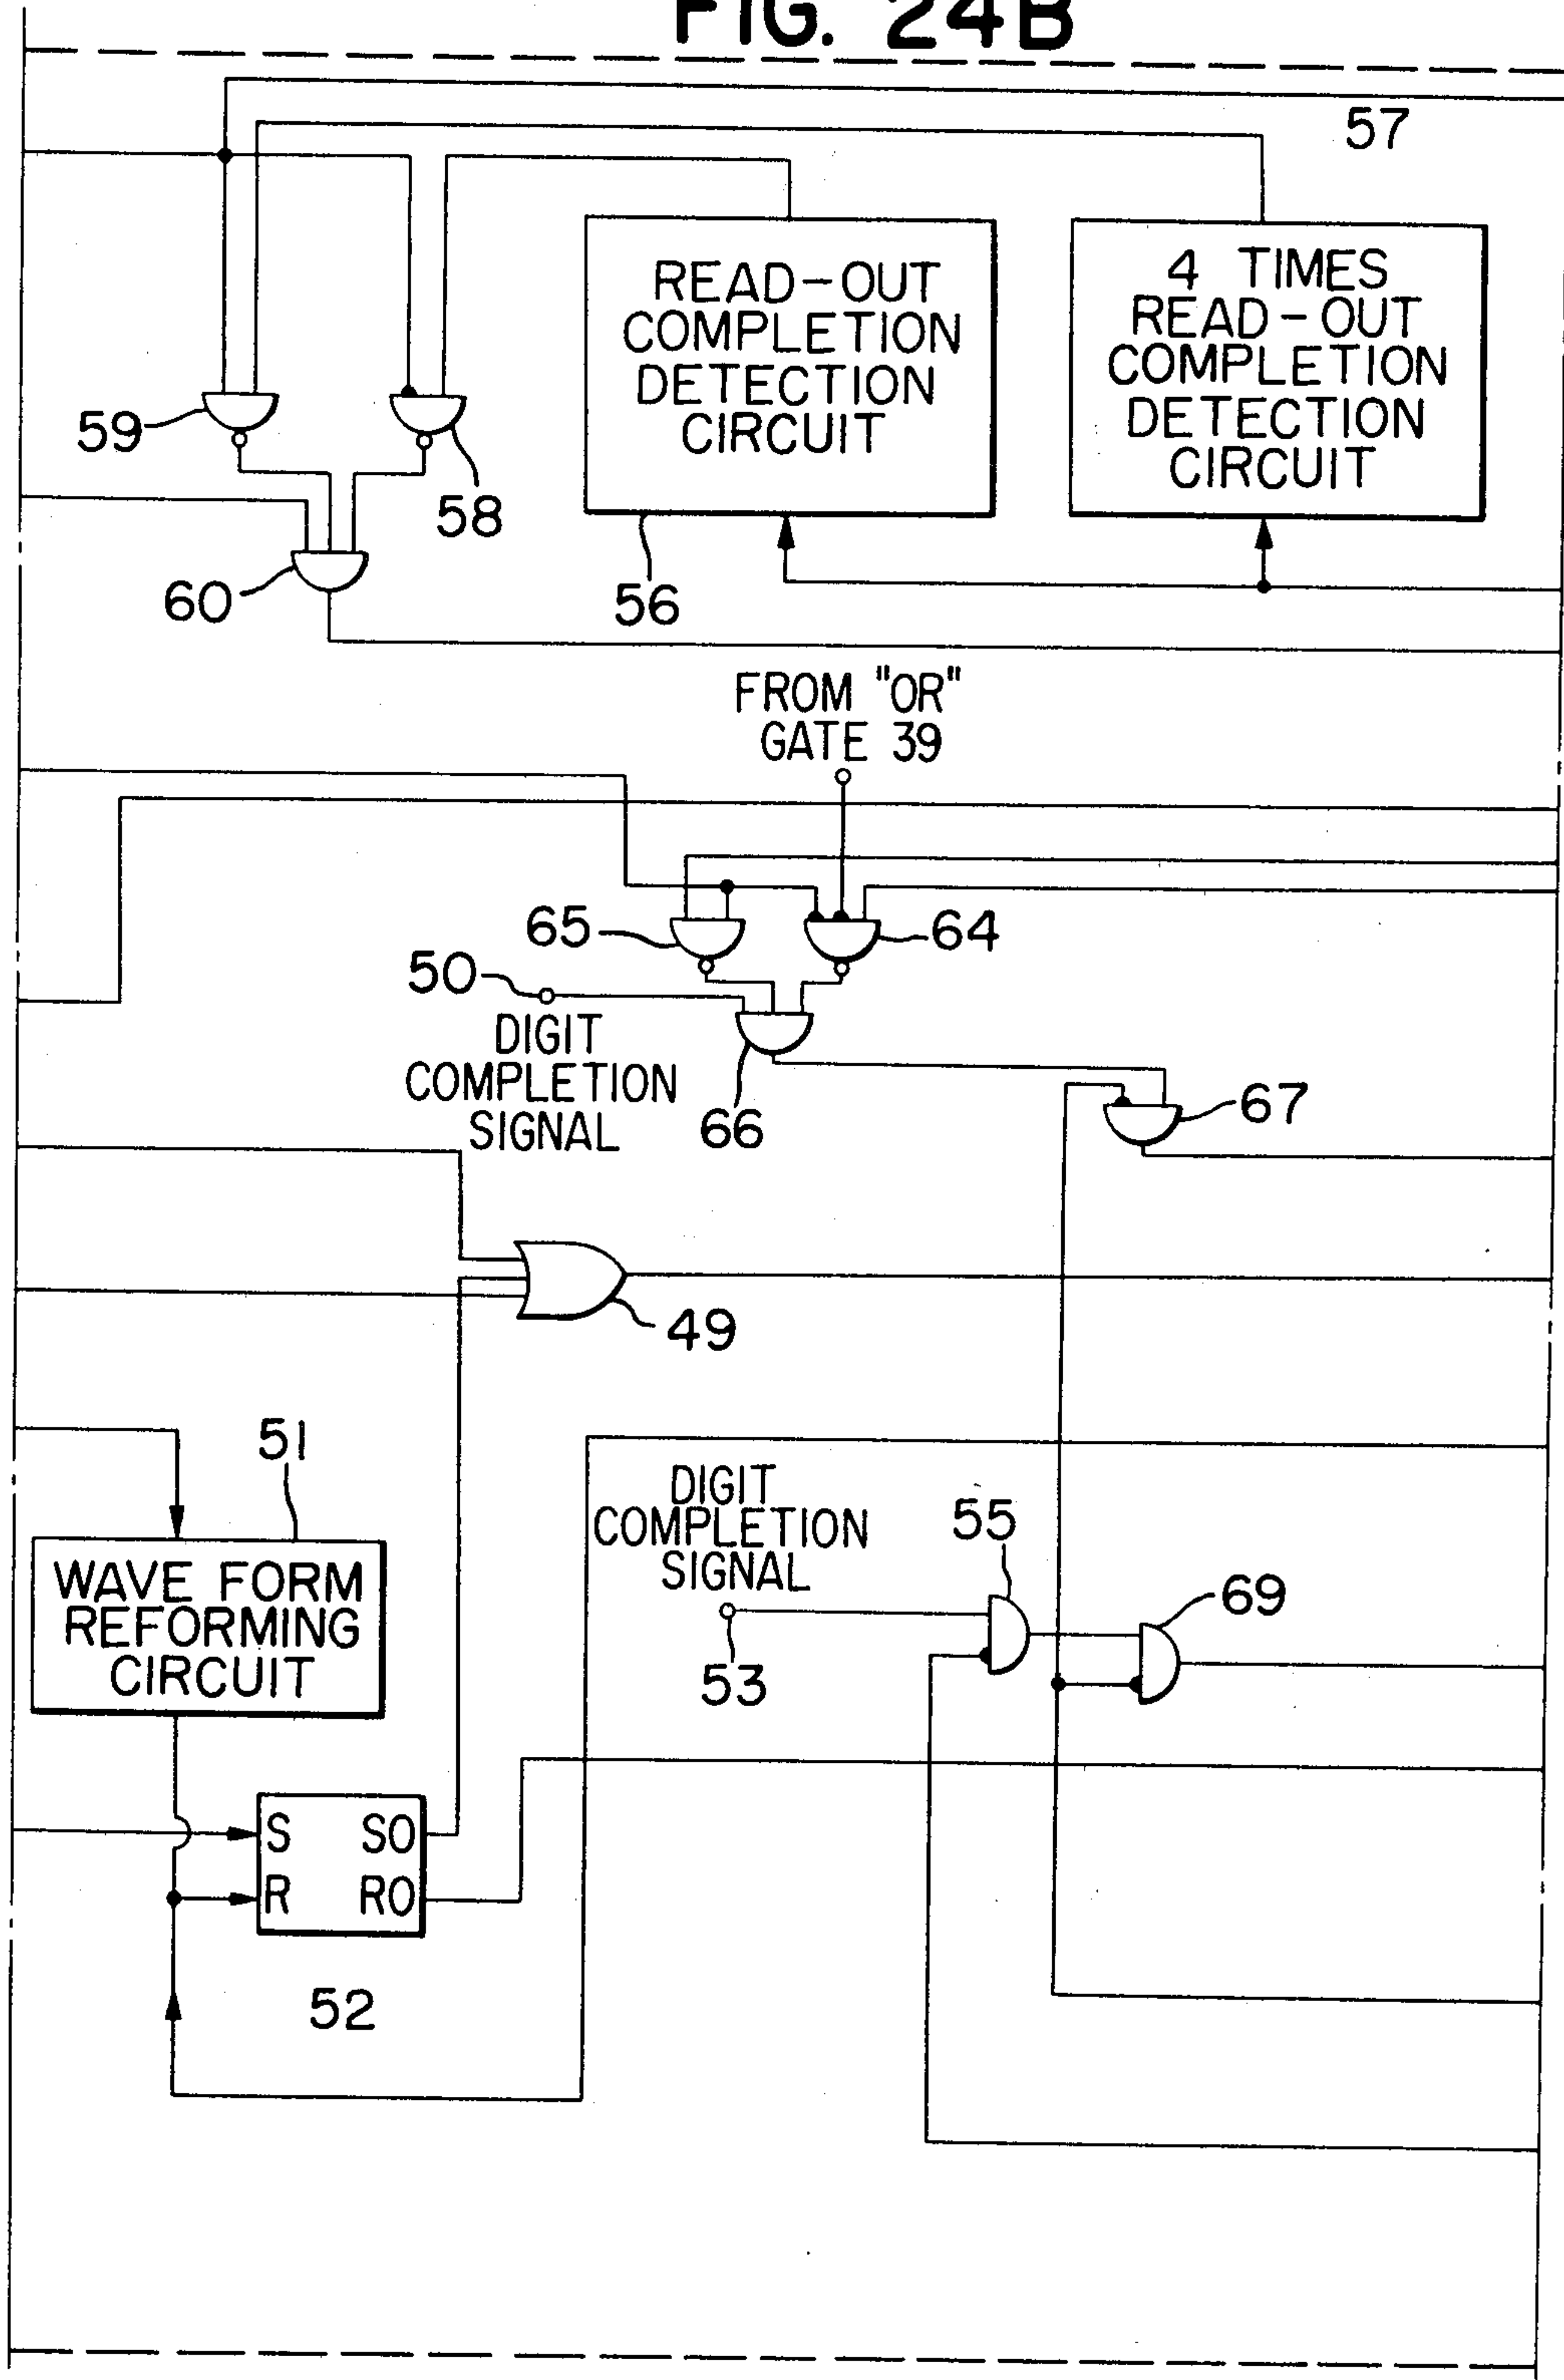 FIG. 24B
57
READ-OUT
COMPLETION
DETECTION
CIRCUIT
4 TIMES
READ-OUT
COMPLETION
DETECTION
CIRCUIT
59
58
60
56
FROM "OR"
GATE 39
65
64
50
DIGIT
COMPLETION
SIGNAL
66
67
49
51
DIGIT
COMPLETION
SIGNAL
55
WAVE FORM
REFORMING
CIRCUIT
69
53
S SO
R RO
52